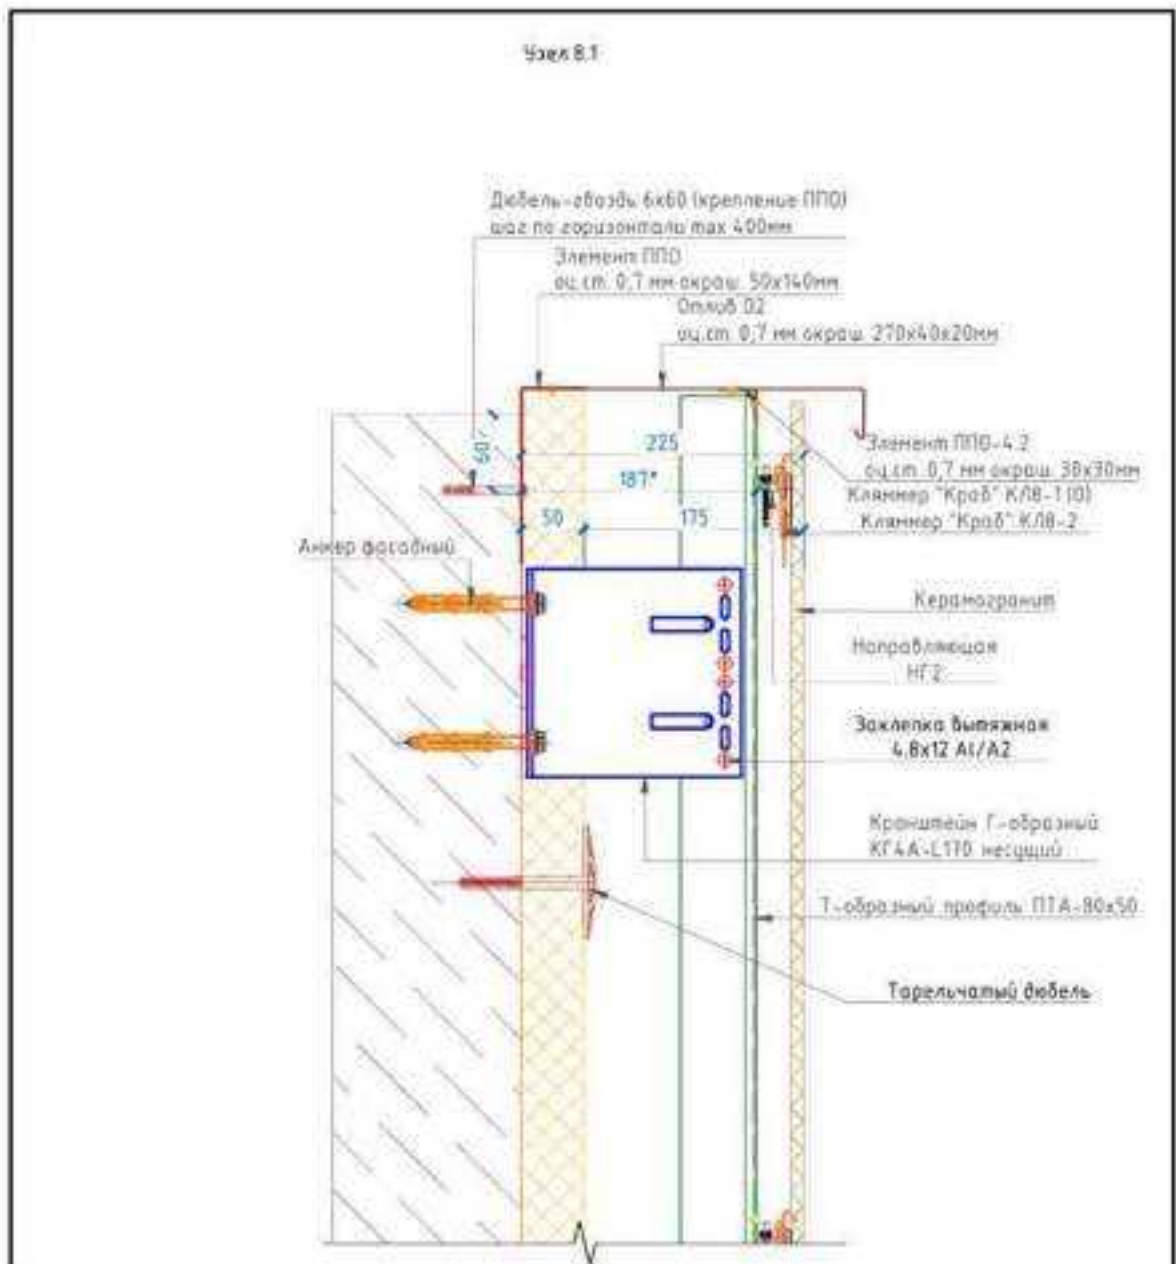 Узел 8.1
Дюбель-гвоздь 6х60 (крепление ППО)
шаг по горизонтали max 400мм
Элемент ППО
оц.ст. 0,7 мм окраш. 50х140мм
Отлив О2
оц.ст. 0,7 мм окраш. 270х40х20мм
60
225
187*
50
175
Элемент ППО-4.2
оц.ст. 0,7 мм окраш. 30х30мм
Кляммер "Краб" КЛ8-1(0)
Кляммер "Краб" КЛ8-2
Анкер фасадный
Керамогранит
Направляющая
НГ2
Заклепка вытяжная
4,8х12 Al/A2
Кронштейн Г-образный
КГ4А-L170 несущий
Т-образный профиль ПТА-80х50
Тарельчатый дюбель